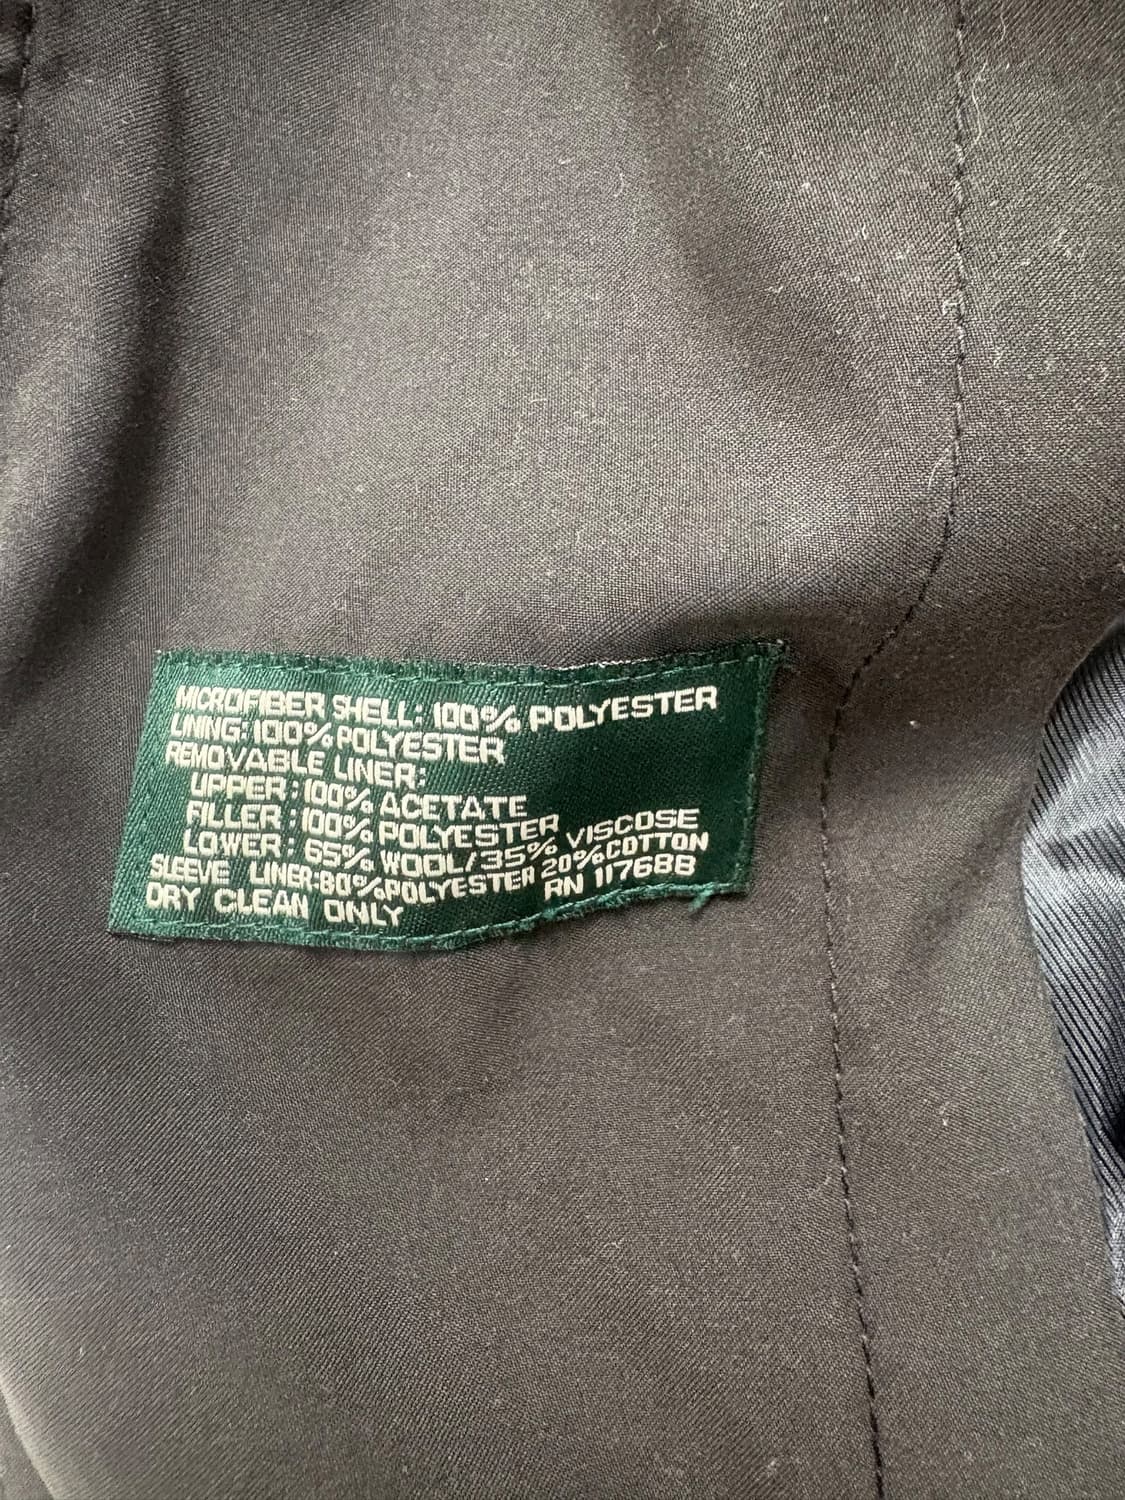 MICROFIBER SHELL: 100% POLYESTER
LINING: 100% POLYESTER
REMOVABLE LINER:
UPPER: 100% ACETATE
FILLER: 100% POLYESTER
LOWER: 65% WOOL/35% VISCOSE
SLEEVE LINER: 80% POLYESTER 20% COTTON
DRY CLEAN ONLY RN 117688